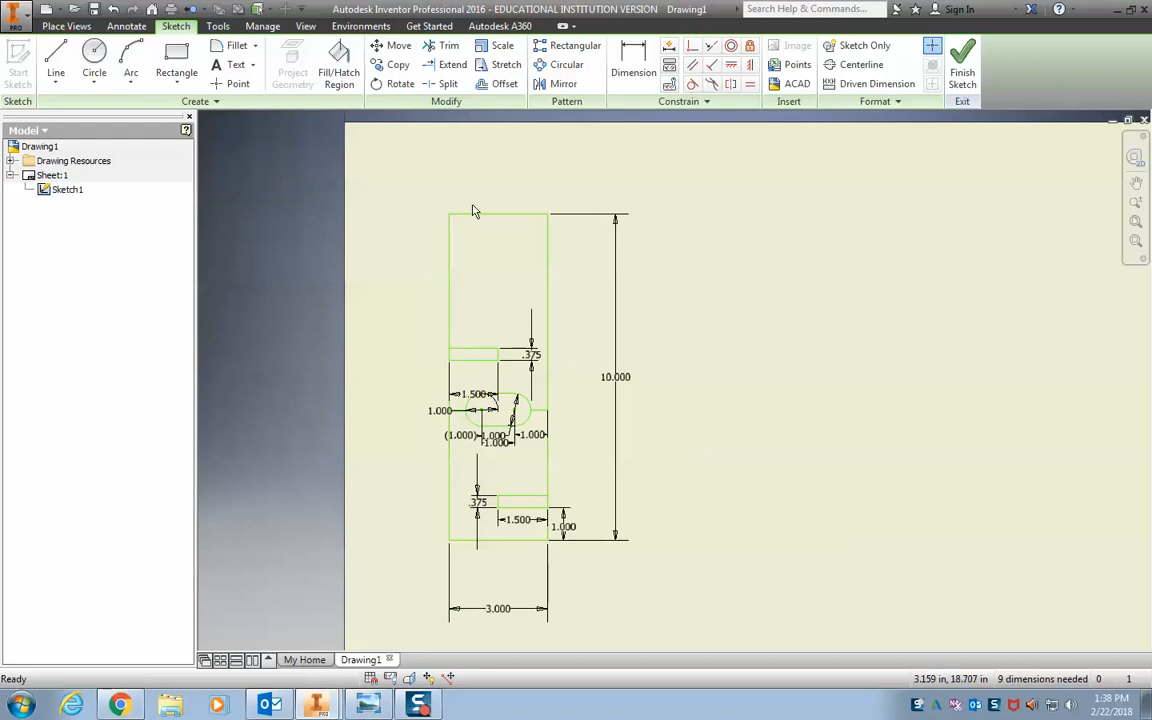 Autodesk Inventor Professional 2016 - EDUCATIONAL INSTITUTION VERSION Drawing1
Search Help & Commands...
Sign In
PRO
Place Views
Annotate
Sketch
Tools
Manage
View
Environments
Get Started
Autodesk A360
Start Sketch
Line
Circle
Arc
Rectangle
Fillet
Text
Point
Project Geometry
Fill/Hatch Region
Move
Copy
Rotate
Trim
Extend
Split
Scale
Stretch
Offset
Rectangular
Circular
Mirror
Dimension
Image
Points
ACAD
Sketch Only
Centerline
Driven Dimension
Finish Sketch
Sketch
Create
Modify
Pattern
Constrain
Insert
Format
Exit
Model
Drawing1
Drawing Resources
Sheet:1
Sketch1
.375
10.000
1.500
1.000
(1.000)
1.000
1.000
1.000
.375
1.500
1.000
3.000
My Home
Drawing1
Ready
3.159 in, 18.707 in
9 dimensions needed
0
1
1:38 PM
2/22/2018